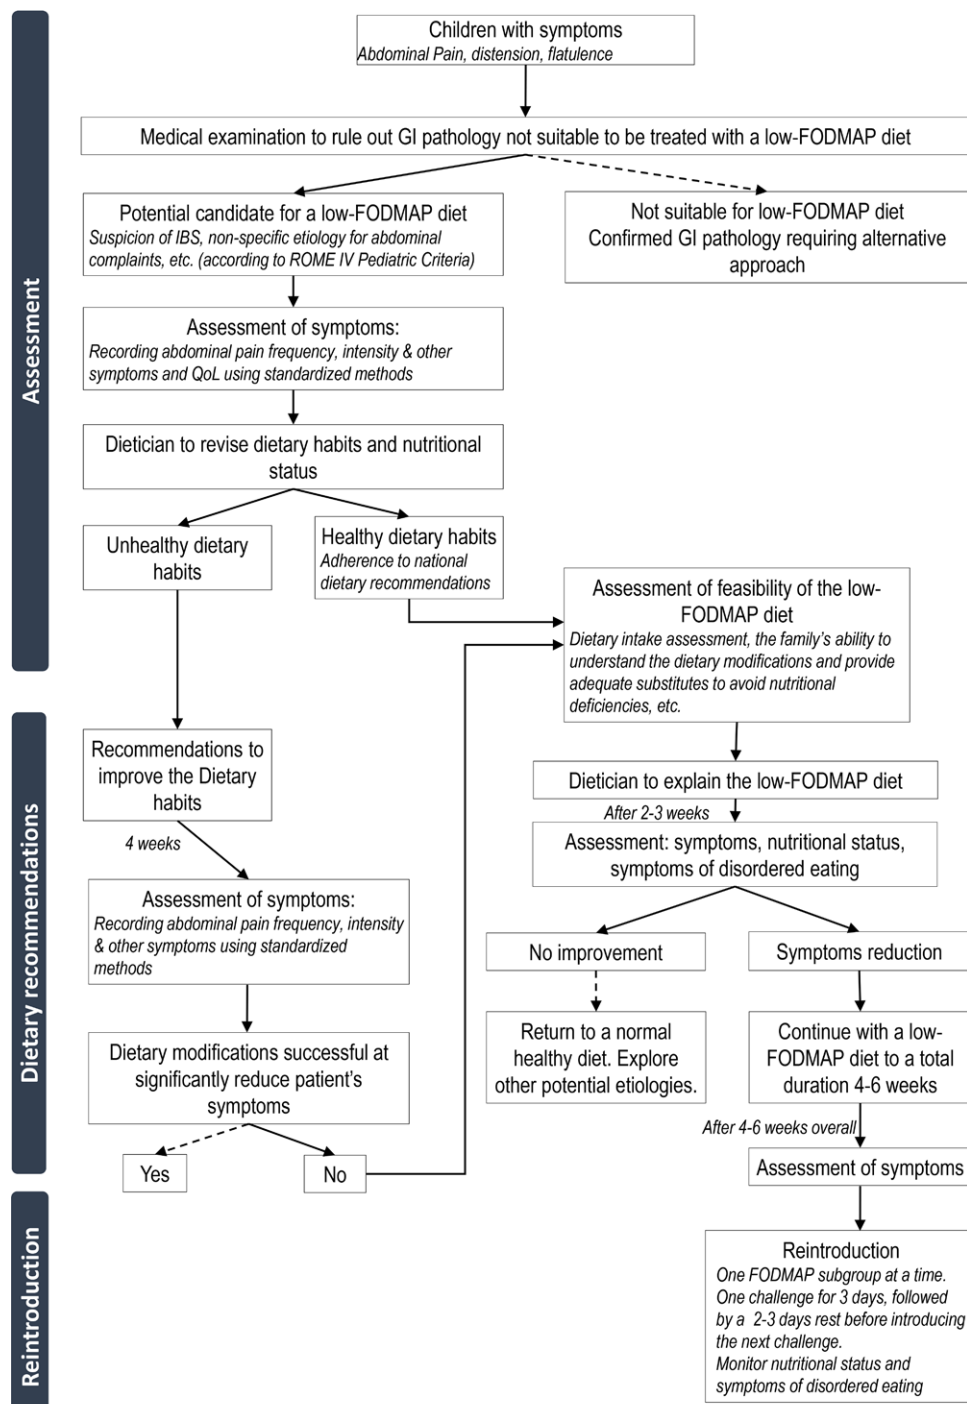 Assessment
Children with symptoms
Abdominal Pain, distension, flatulence
Medical examination to rule out GI pathology not suitable to be treated with a low-FODMAP diet
Potential candidate for a low-FODMAP diet
Suspicion of IBS, non-specific etiology for abdominal
complaints, etc. (according to ROME IV Pediatric Criteria)
Not suitable for low-FODMAP diet
Confirmed GI pathology requiring alternative
approach
Assessment of symptoms:
Recording abdominal pain frequency, intensity & other
symptoms and QoL using standardized methods
Dietician to revise dietary habits and nutritional
status
Unhealthy dietary
habits
Healthy dietary habits
Adherence to national
dietary recommendations
Assessment of feasibility of the low-
FODMAP diet
Dietary intake assessment, the family's ability to
understand the dietary modifications and provide
adequate substitutes to avoid nutritional
deficiencies, etc.
Dietary recommendations
Recommendations to
improve the Dietary
habits
4 weeks
Assessment of symptoms:
Recording abdominal pain frequency, intensity
& other symptoms using standardized
methods
Dietary modifications successful at
significantly reduce patient's
symptoms
Yes
No
Dietician to explain the low-FODMAP diet
After 2-3 weeks
Assessment: symptoms, nutritional status,
symptoms of disordered eating
No improvement
Return to a normal
healthy diet. Explore
other potential etiologies.
Symptoms reduction
Continue with a low-
FODMAP diet to a total
duration 4-6 weeks
After 4-6 weeks overall
Assessment of symptoms
Reintroduction
Reintroduction
One FODMAP subgroup at a time.
One challenge for 3 days, followed
by a 2-3 days rest before introducing
the next challenge.
Monitor nutritional status and
symptoms of disordered eating